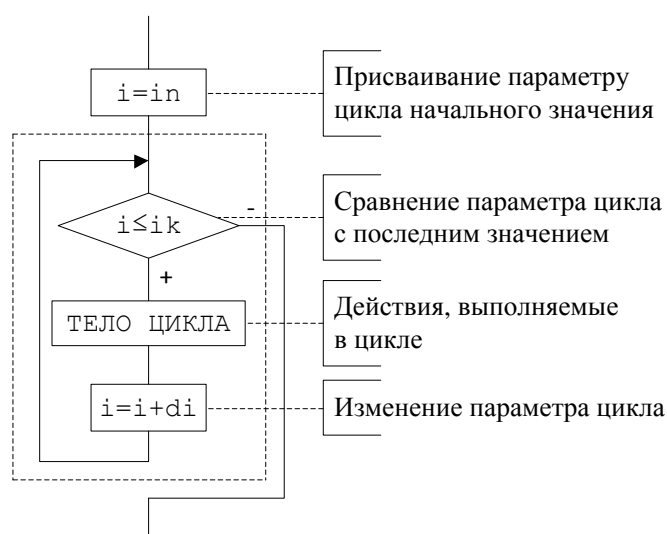 i=in
Присваивание параметру
цикла начального значения
-
i≤ik
Сравнение параметра цикла
с последним значением
+
ТЕЛО ЦИКЛА
Действия, выполняемые
в цикле
i=i+di
Изменение параметра цикла